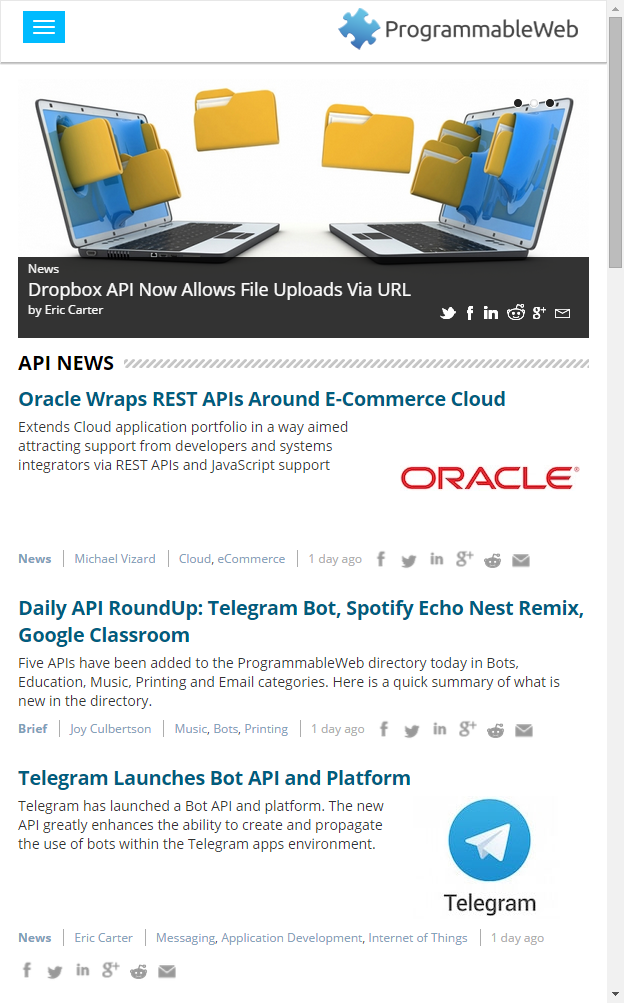 ProgrammableWeb
News
Dropbox API Now Allows File Uploads Via URL
by Eric Carter
API NEWS
Oracle Wraps REST APIs Around E-Commerce Cloud
Extends Cloud application portfolio in a way aimed
attracting support from developers and systems
integrators via REST APIs and JavaScript support
ORACLE®
News | Michael Vizard | Cloud, eCommerce | 1 day ago
Daily API RoundUp: Telegram Bot, Spotify Echo Nest Remix,
Google Classroom
Five APIs have been added to the ProgrammableWeb directory today in Bots,
Education, Music, Printing and Email categories. Here is a quick summary of what is
new in the directory.
Brief | Joy Culbertson | Music, Bots, Printing | 1 day ago
Telegram Launches Bot API and Platform
Telegram has launched a Bot API and platform. The new
API greatly enhances the ability to create and propagate
the use of bots within the Telegram apps environment.
Telegram
News | Eric Carter | Messaging, Application Development, Internet of Things | 1 day ago